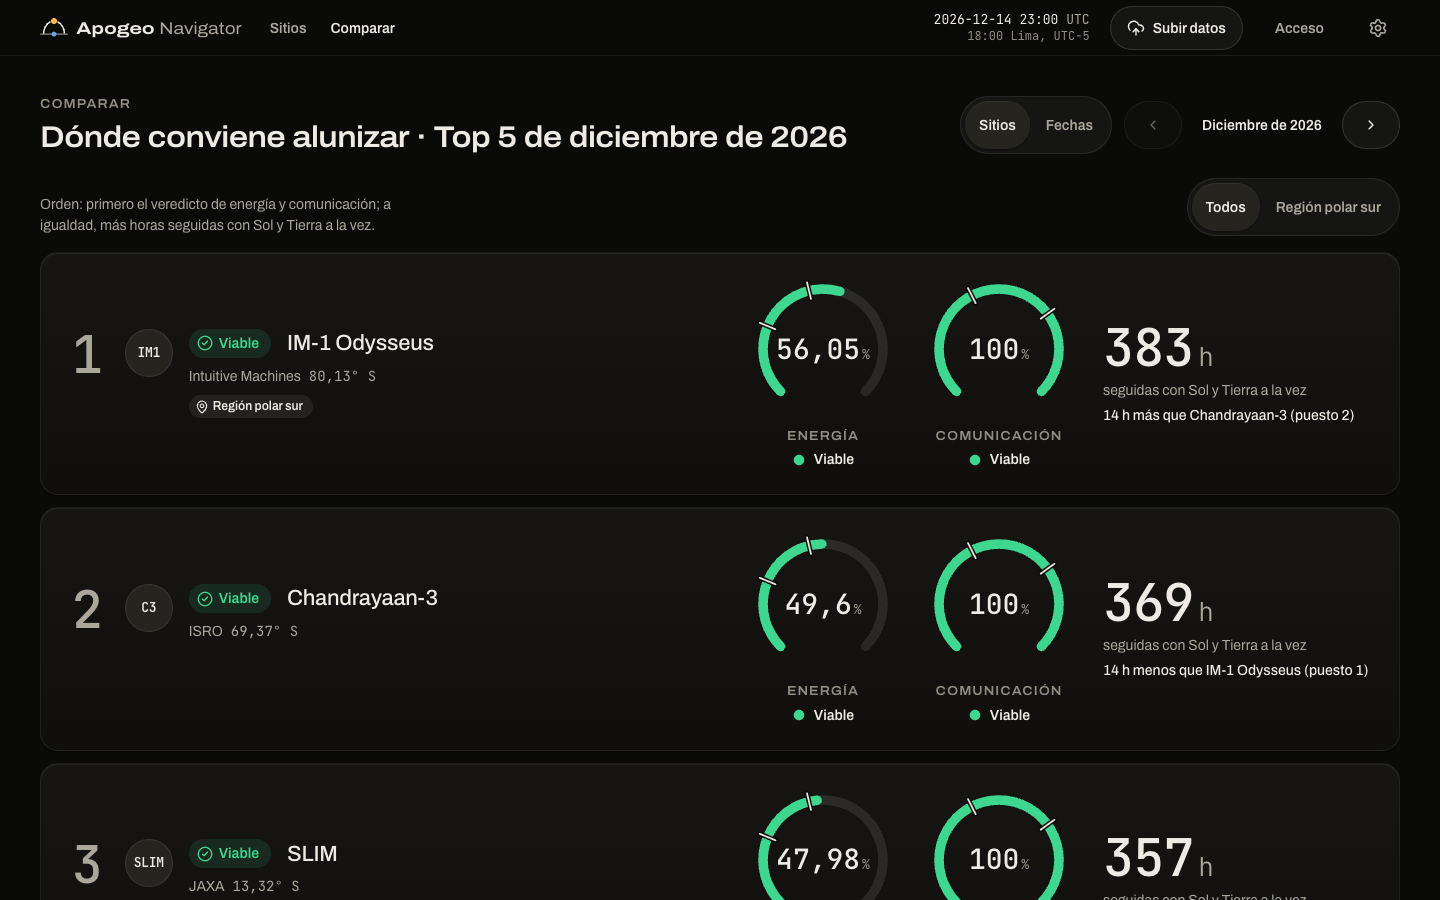 Apogeo Navigator Sitios Comparar
2026-12-14 23:00 UTC
18:00 Lima, UTC-5
Subir datos
Acceso
COMPARAR
Dónde conviene alunizar · Top 5 de diciembre de 2026
Sitios Fechas
Diciembre de 2026
Orden: primero el veredicto de energía y comunicación; a
igualdad, más horas seguidas con Sol y Tierra a la vez.
Todos Región polar sur
1
IM1
Viable IM-1 Odysseus
Intuitive Machines 80,13° S
Región polar sur
56,05%
ENERGÍA
Viable
100%
COMUNICACIÓN
Viable
383 h
seguidas con Sol y Tierra a la vez
14 h más que Chandrayaan-3 (puesto 2)
2
C3
Viable Chandrayaan-3
ISRO 69,37° S
49,6%
ENERGÍA
Viable
100%
COMUNICACIÓN
Viable
369 h
seguidas con Sol y Tierra a la vez
14 h menos que IM-1 Odysseus (puesto 1)
3
SLIM
Viable SLIM
JAXA 13,32° S
47,98%
100%
357 h
seguidas con Sol y Tierra a la vez